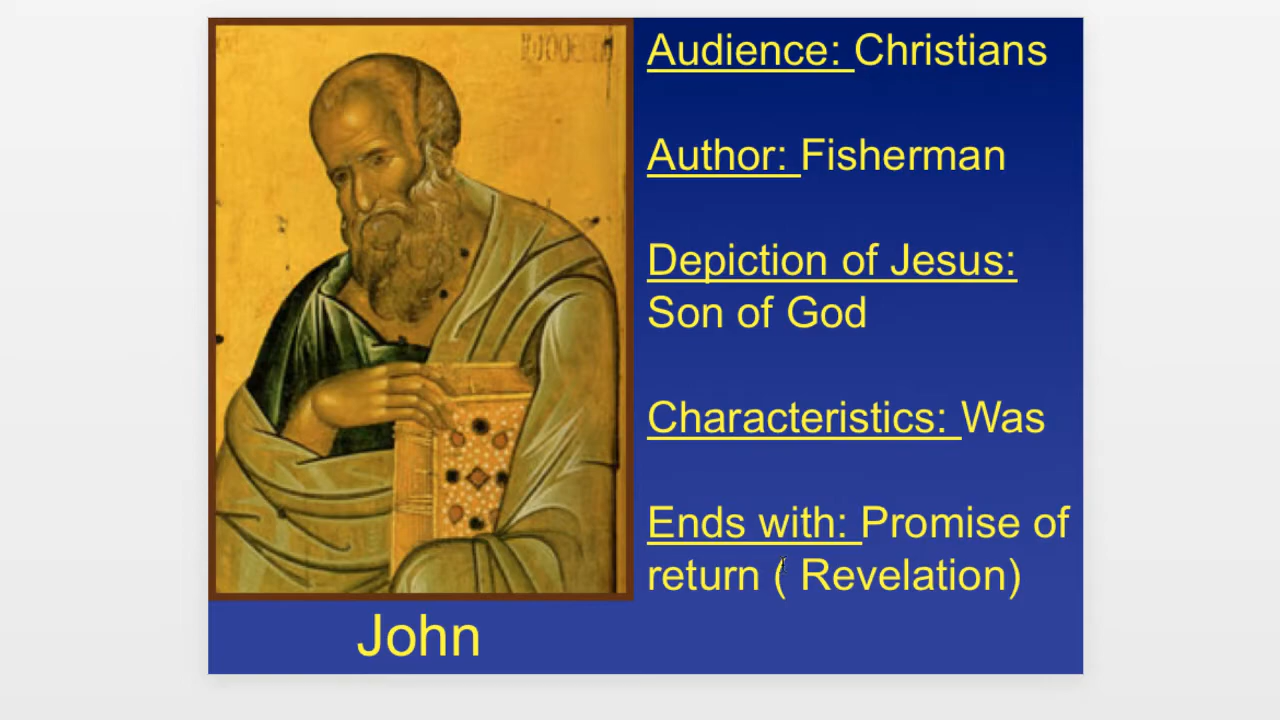 Audience: Christians
Author: Fisherman
Depiction of Jesus:
Son of God
Characteristics: Was
Ends with: Promise of
return ( Revelation)
John